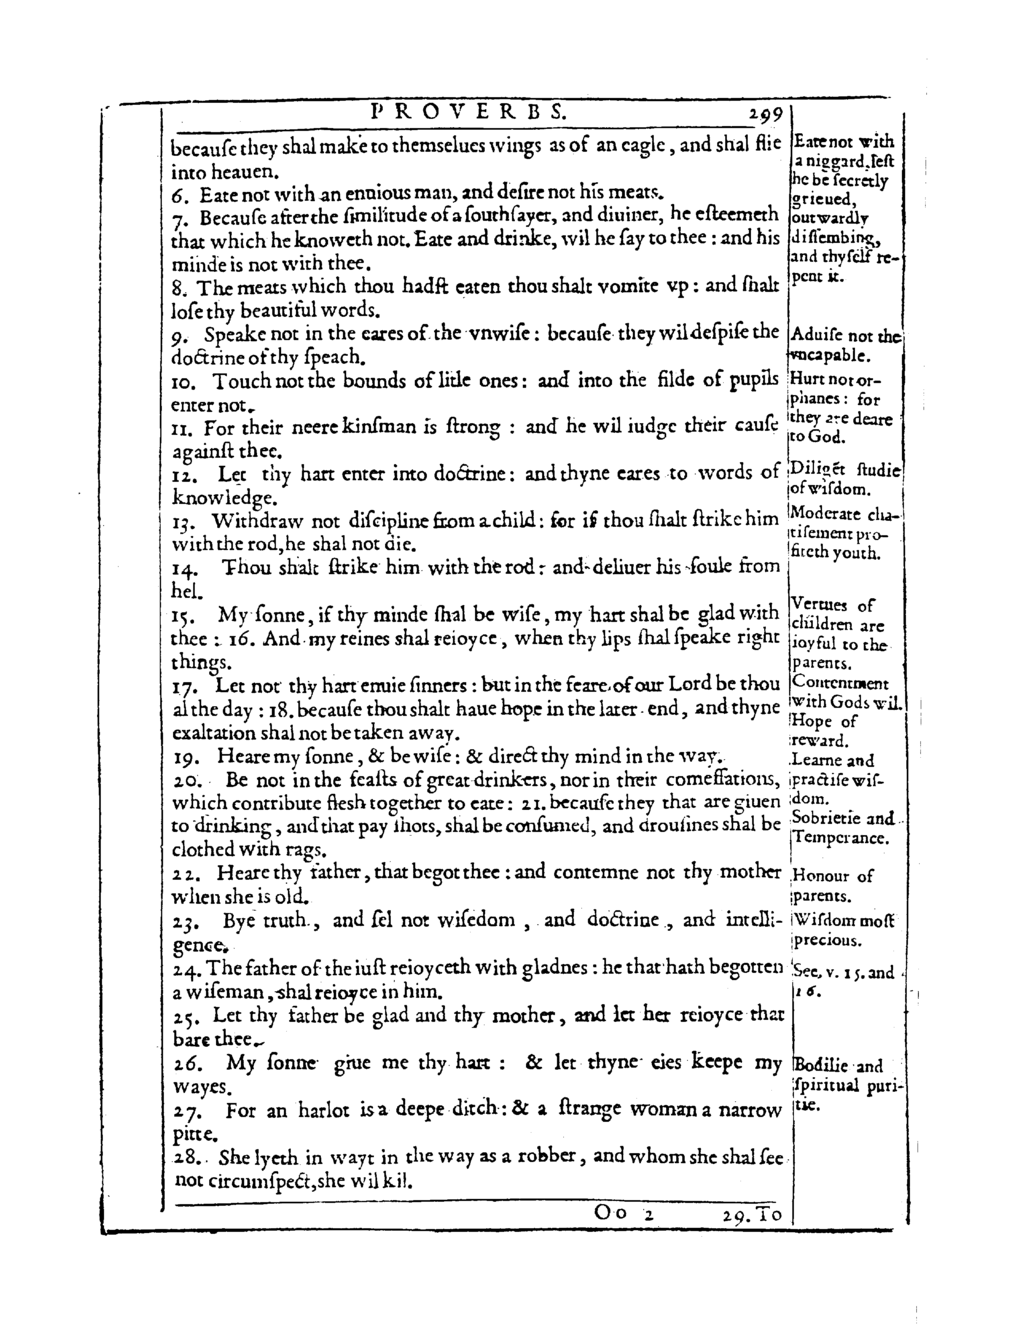 PROVERBS. 299
becauſe they shal make to themselues wings as of an eagle, and shal flie
into heauen.
6. Eate not with an enuious man, and deſire not his meats.
7. Becauſe after the ſimilitude of a ſouthſayer, and diuiner, he eſteemeth
that which he knoweth not. Eate and drinke, wil he ſay to thee : and his
minde is not with thee.
8. The meats which thou hadſt eaten thou shalt vomite vp : and ſhalt
loſe thy beautiful words.
9. Speake not in the eares of the vnwiſe : becauſe they wil deſpiſe the
doctrine of thy ſpeach.
10. Touch not the bounds of litle ones : and into the filde of pupils
enter not.
11. For their neere kinſman is ſtrong : and he wil iudge their cauſe
againſt thee.
12. Let thy hart enter into doctrine : and thyne eares to words of
knowledge.
13. Withdraw not diſcipline from a child : for if thou ſhalt ſtrike him
with the rod, he shal not die.
14. Thou shalt ſtrike him with the rod : and deliuer his ſoule from
hel.
15. My ſonne, if thy minde ſhal be wiſe, my hart shal be glad with
thee : 16. And my reines shal reioyce, when thy lips ſhal ſpeake right
things.
17. Let not thy hart enuie ſinners : but in the feare of our Lord be thou
al the day : 18. becauſe thou shalt haue hope in the later end, and thyne
exaltation shal not be taken away.
19. Heare my ſonne, & be wiſe : & direct thy mind in the way.
20. Be not in the feaſts of great drinkers, nor in their comeſſations,
which contribute flesh together to eate : 21. becauſe they that are giuen
to drinking, and that pay shots, shal be conſumed, and drouſines shal be
clothed with rags.
22. Heare thy father, that begot thee : and contemne not thy mother
when she is old.
23. Bye truth, and ſel not wiſedom, and doctrine, and intelli-
gence.
24. The father of the iuſt reioyceth with gladnes : he that hath begotten
a wiſeman, shal reioyce in him.
25. Let thy father be glad and thy mother, and let her reioyce that
bare thee.
26. My ſonne giue me thy hart : & let thyne eies keepe my
wayes.
27. For an harlot is a deepe ditch : & a ſtrange woman a narrow
pitte.
28. She lyeth in wayt in the way as a robber, and whom she shal ſee
not circumſpect, she wil kil.
Oo 2 29. To
Eate not with
a niggard, leſt
he be ſecretly
grieued,
outwardly
diſſembing,
and thyſelf re-
pent it.
Aduiſe not the
vncapable.
Hurt not or-
phanes : for
they are deare
to God.
Diligẽt ſtudie
of wiſdom.
Moderate cha-
tiſement pro-
fiteth youth.
Vertues of
children are
ioyful to the
parents.
Contentment
with Gods wil.
Hope of
reward.
Learne and
practiſe wiſ-
dom.
Sobrietie and
Temperance.
Honour of
parents.
Wiſdom moſt
precious.
See, v. 15. and
16.
Bodilie and
ſpiritual puri-
tie.